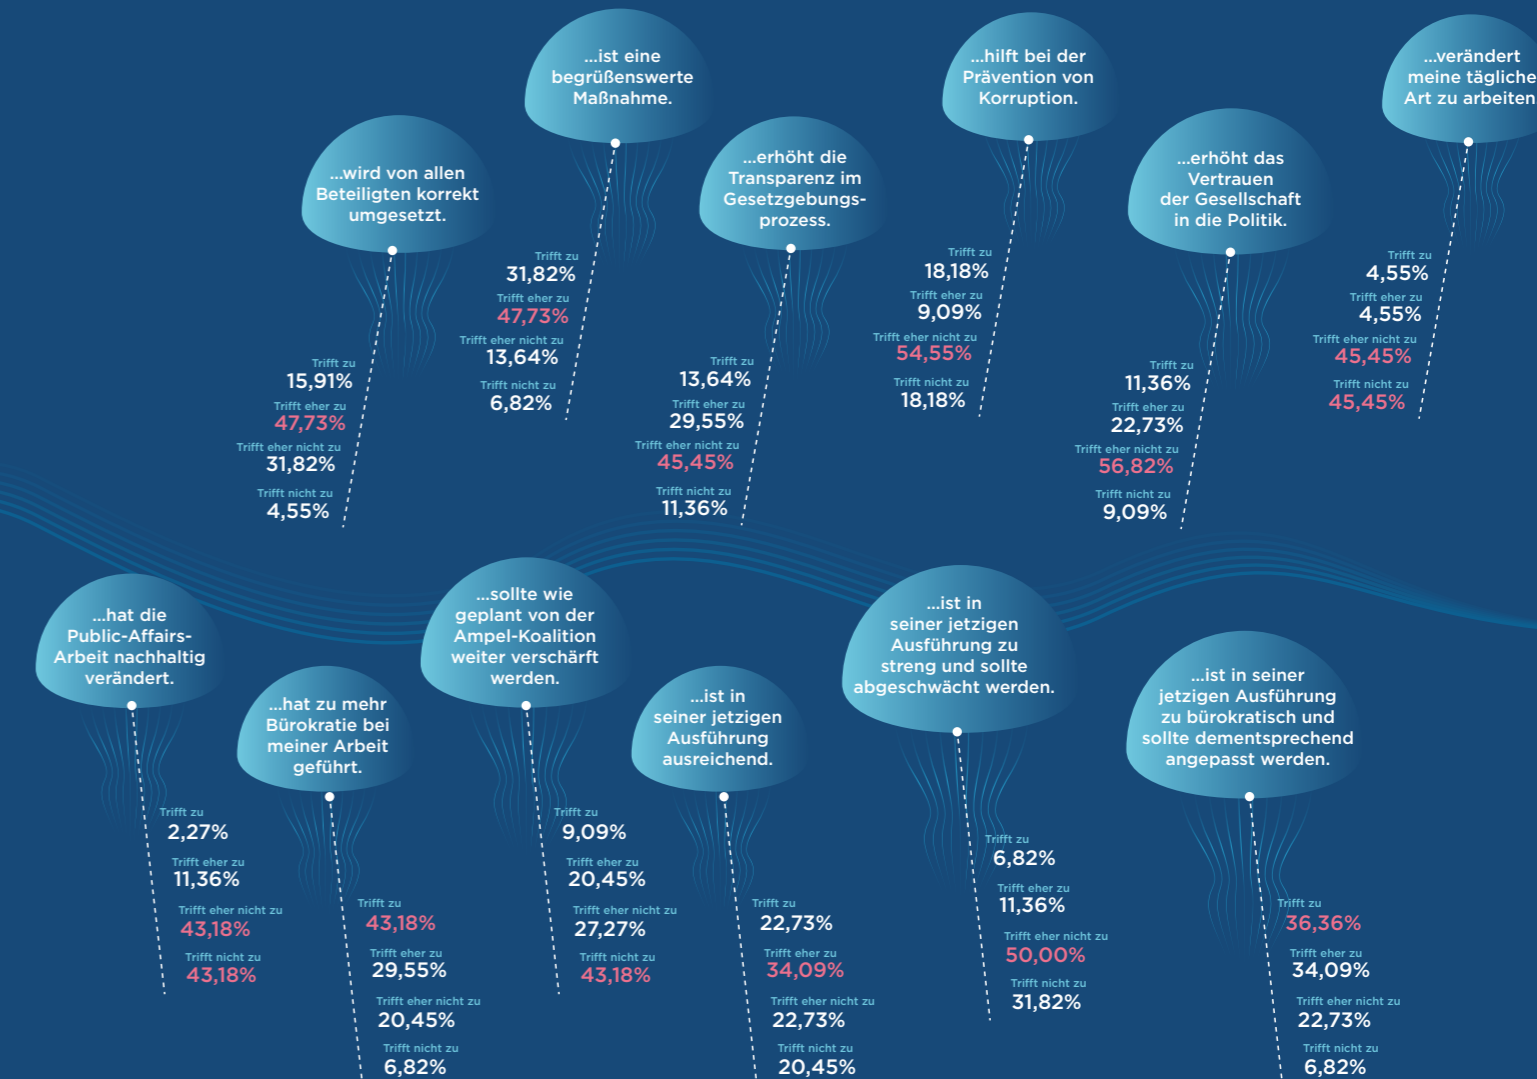 ...wird von allen
Beteiligten korrekt
umgesetzt.
Trifft zu
15,91%
Trifft eher zu
47,73%
Trifft eher nicht zu
31,82%
Trifft nicht zu
4,55%
...ist eine
begrüßenswerte
Maßnahme.
Trifft zu
31,82%
Trifft eher zu
47,73%
Trifft eher nicht zu
13,64%
Trifft nicht zu
6,82%
...erhöht die
Transparenz im
Gesetzgebungs-
prozess.
Trifft zu
13,64%
Trifft eher zu
29,55%
Trifft eher nicht zu
45,45%
Trifft nicht zu
11,36%
...hilft bei der
Prävention von
Korruption.
Trifft zu
18,18%
Trifft eher zu
9,09%
Trifft eher nicht zu
54,55%
Trifft nicht zu
18,18%
...erhöht das
Vertrauen
der Gesellschaft
in die Politik.
Trifft zu
11,36%
Trifft eher zu
22,73%
Trifft eher nicht zu
56,82%
Trifft nicht zu
9,09%
...verändert
meine tägliche
Art zu arbeiten
Trifft zu
4,55%
Trifft eher zu
4,55%
Trifft eher nicht zu
45,45%
Trifft nicht zu
45,45%
...hat die
Public-Affairs-
Arbeit nachhaltig
verändert.
Trifft zu
2,27%
Trifft eher zu
11,36%
Trifft eher nicht zu
43,18%
Trifft nicht zu
43,18%
...hat zu mehr
Bürokratie bei
meiner Arbeit
geführt.
Trifft zu
43,18%
Trifft eher zu
29,55%
Trifft eher nicht zu
20,45%
Trifft nicht zu
6,82%
...sollte wie
geplant von der
Ampel-Koalition
weiter verschärft
werden.
Trifft zu
9,09%
Trifft eher zu
20,45%
Trifft eher nicht zu
27,27%
Trifft nicht zu
43,18%
...ist in
seiner jetzigen
Ausführung
ausreichend.
Trifft zu
22,73%
Trifft eher zu
34,09%
Trifft eher nicht zu
22,73%
Trifft nicht zu
20,45%
...ist in
seiner jetzigen
Ausführung zu
streng und sollte
abgeschwächt werden.
Trifft zu
6,82%
Trifft eher zu
11,36%
Trifft eher nicht zu
50,00%
Trifft nicht zu
31,82%
...ist in seiner
jetzigen Ausführung
zu bürokratisch und
sollte dementsprechend
angepasst werden.
Trifft zu
36,36%
Trifft eher zu
34,09%
Trifft eher nicht zu
22,73%
Trifft nicht zu
6,82%